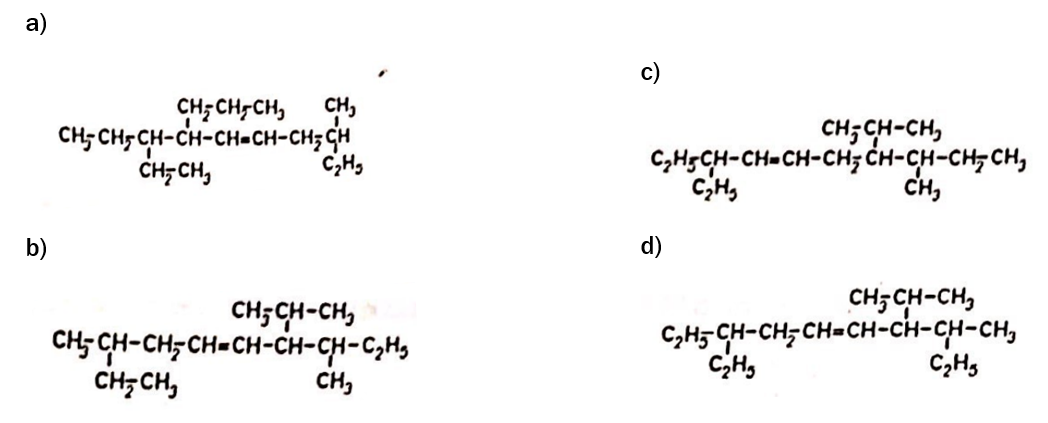 a)
CH₂-CH₂-CH₃ CH₃
CH₃-CH₂-CH-CH-CH=CH-CH₂-CH
CH₂-CH₃ C₂H₅
b)
CH₃-CH-CH₃
CH₃-CH-CH₂-CH=CH-CH-CH-C₂H₅
CH₂-CH₃ CH₃
c)
CH₃-CH-CH₃
C₂H₅-CH-CH=CH-CH₂-CH-CH-CH₂-CH₃
C₂H₅ CH₃
d)
CH₃-CH-CH₃
C₂H₅-CH-CH₂-CH=CH-CH-CH-CH₃
C₂H₅ C₂H₅